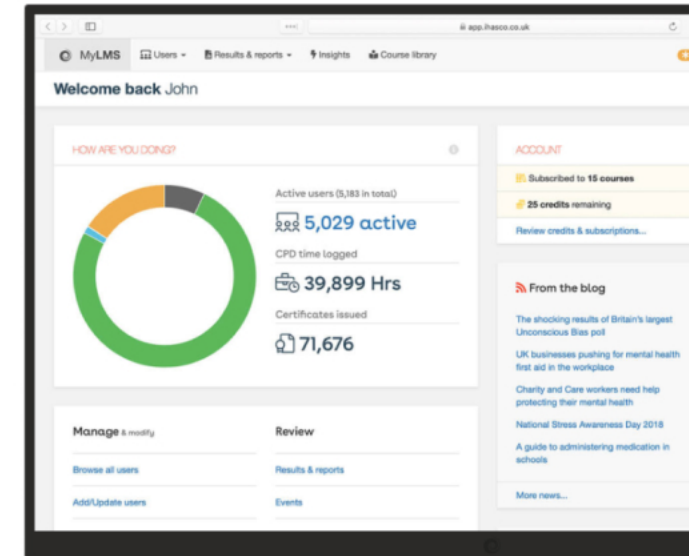 app.ihasco.co.uk
MyLMS Users Results & reports Insights Course library
Welcome back John
HOW ARE YOU DOING?
Active users (5,183 in total)
5,029 active
CPD time logged
39,899 Hrs
Certificates issued
71,676
ACCOUNT
Subscribed to 15 courses
25 credits remaining
Review credits & subscriptions...
From the blog
The shocking results of Britain's largest
Unconscious Bias poll
UK businesses pushing for mental health
first aid in the workplace
Charity and Care workers need help
protecting their mental health
National Stress Awareness Day 2018
A guide to administering medication in
schools
More news...
Manage & modify
Browse all users
Add/Update users
Review
Results & reports
Events